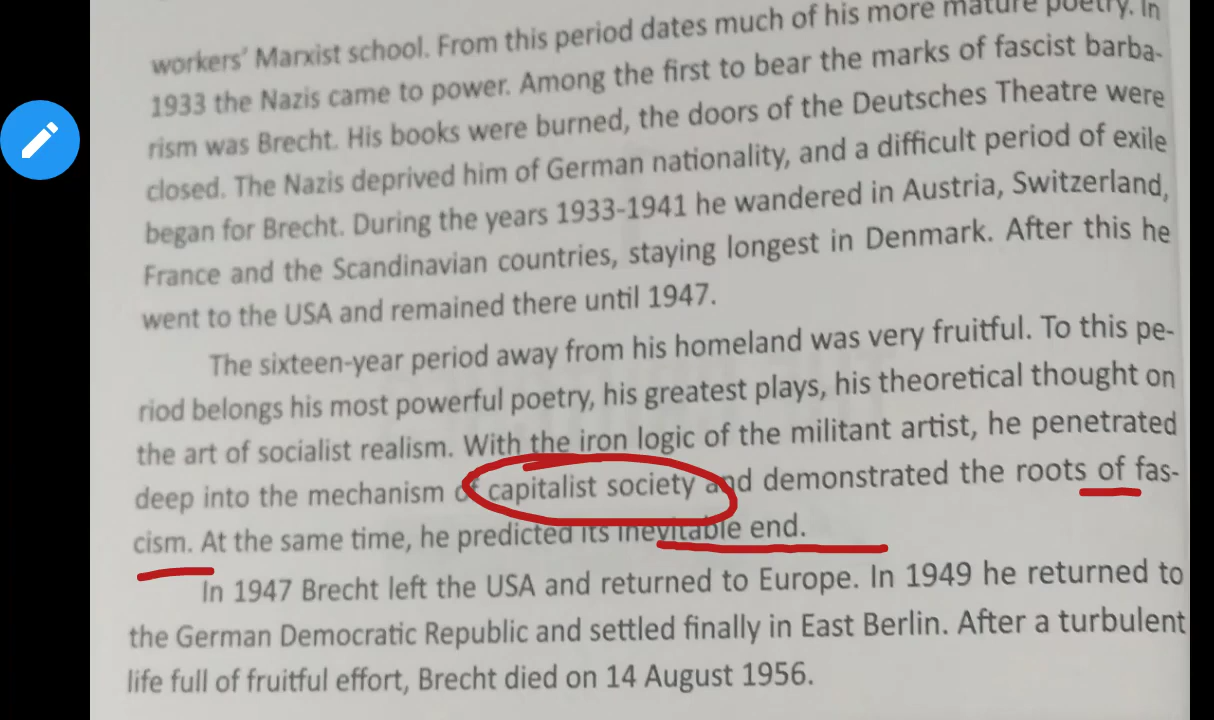 workers' Marxist school. From this period dates much of his more mature poetry. In
1933 the Nazis came to power. Among the first to bear the marks of fascist barba-
rism was Brecht. His books were burned, the doors of the Deutsches Theatre were
closed. The Nazis deprived him of German nationality, and a difficult period of exile
began for Brecht. During the years 1933-1941 he wandered in Austria, Switzerland,
France and the Scandinavian countries, staying longest in Denmark. After this he
went to the USA and remained there until 1947.
The sixteen-year period away from his homeland was very fruitful. To this pe-
riod belongs his most powerful poetry, his greatest plays, his theoretical thought on
the art of socialist realism. With the iron logic of the militant artist, he penetrated
deep into the mechanism of capitalist society and demonstrated the roots of fas-
cism. At the same time, he predicted its inevitable end.
In 1947 Brecht left the USA and returned to Europe. In 1949 he returned to
the German Democratic Republic and settled finally in East Berlin. After a turbulent
life full of fruitful effort, Brecht died on 14 August 1956.